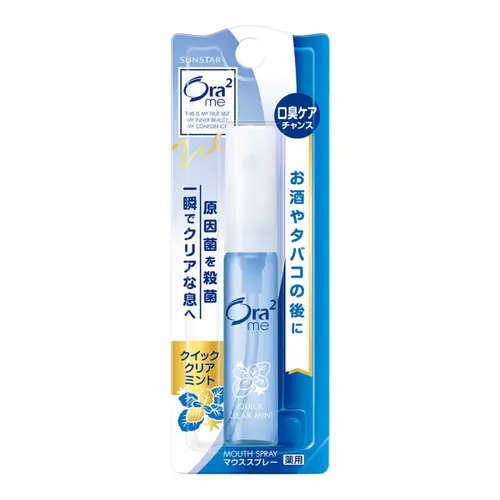 SUNSTAR
Ora2
me
THIS IS MY TRUE SELF,
MY INNER BEAUTY,
MY CONFIDENCE.
口臭ケア
チャンス
お酒やタバコの後に
原因菌を殺菌
一瞬でクリアな息へ
Ora2
me
クイック
クリア
ミント
QUICK
CLEAR MINT
MOUTH SPRAY
マウススプレー
薬用